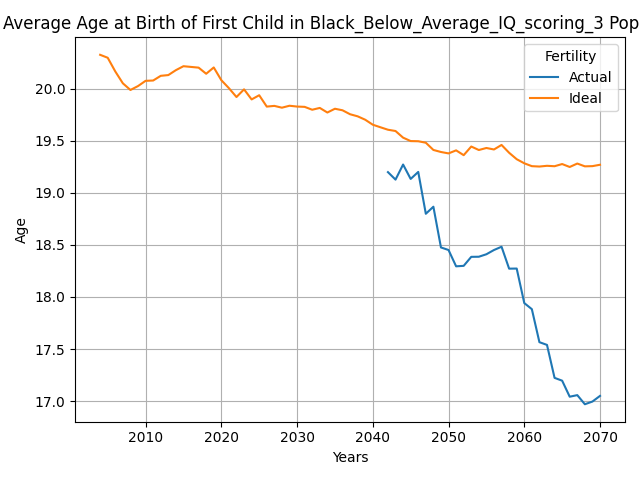 Average Age at Birth of First Child in Black_Below_Average_IQ_scoring_3 Pop
Fertility
Actual
Ideal
20.0
19.5
19.0
18.5
18.0
17.5
17.0
Age
2010 2020 2030 2040 2050 2060 2070
Years